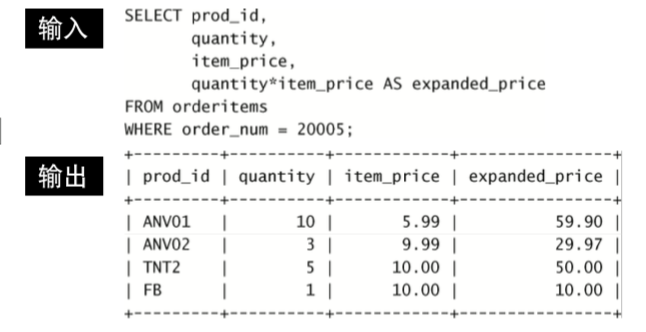 输入
SELECT prod_id,
       quantity,
       item_price,
       quantity*item_price AS expanded_price
FROM orderitems
WHERE order_num = 20005;
输出
+---------+----------+------------+----------------+
| prod_id | quantity | item_price | expanded_price |
+---------+----------+------------+----------------+
| ANV01   |       10 |       5.99 |          59.90 |
| ANV02   |        3 |       9.99 |          29.97 |
| TNT2    |        5 |      10.00 |          50.00 |
| FB      |        1 |      10.00 |          10.00 |
+---------+----------+------------+----------------+